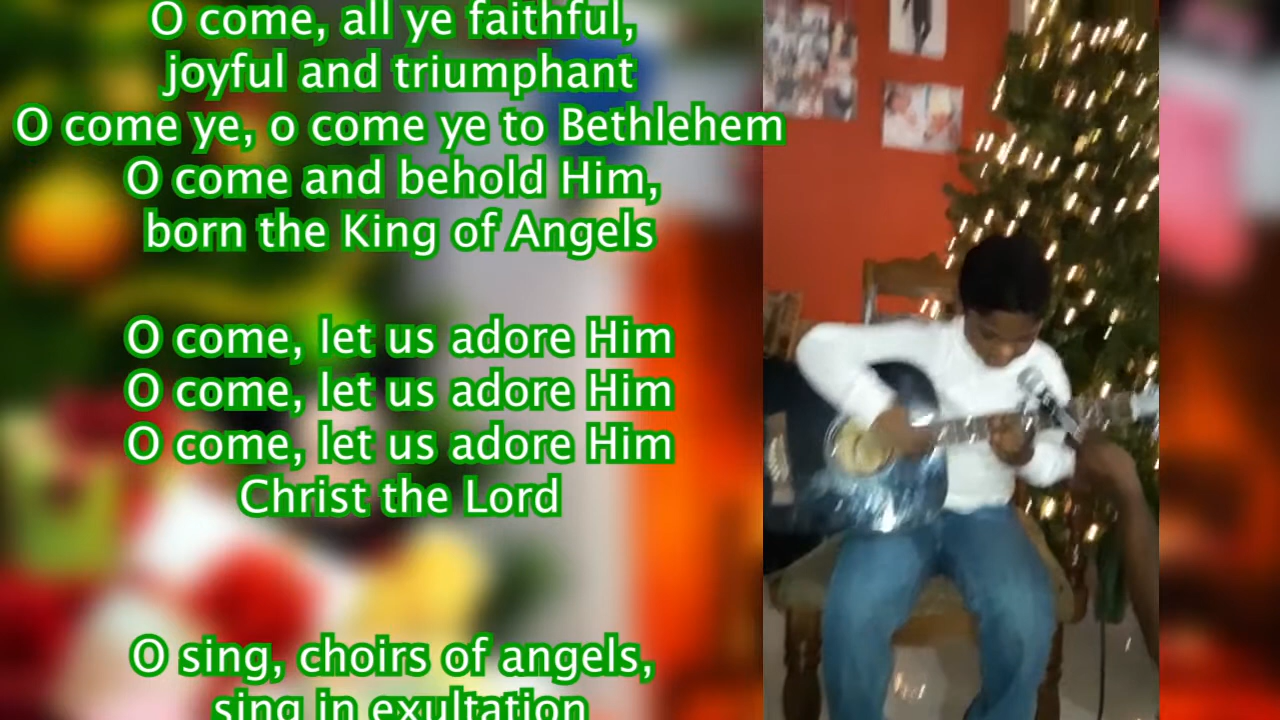 O come, all ye faithful,
joyful and triumphant
O come ye, o come ye to Bethlehem
O come and behold Him,
born the King of Angels
O come, let us adore Him
O come, let us adore Him
O come, let us adore Him
Christ the Lord
O sing, choirs of angels,
sing in exultation